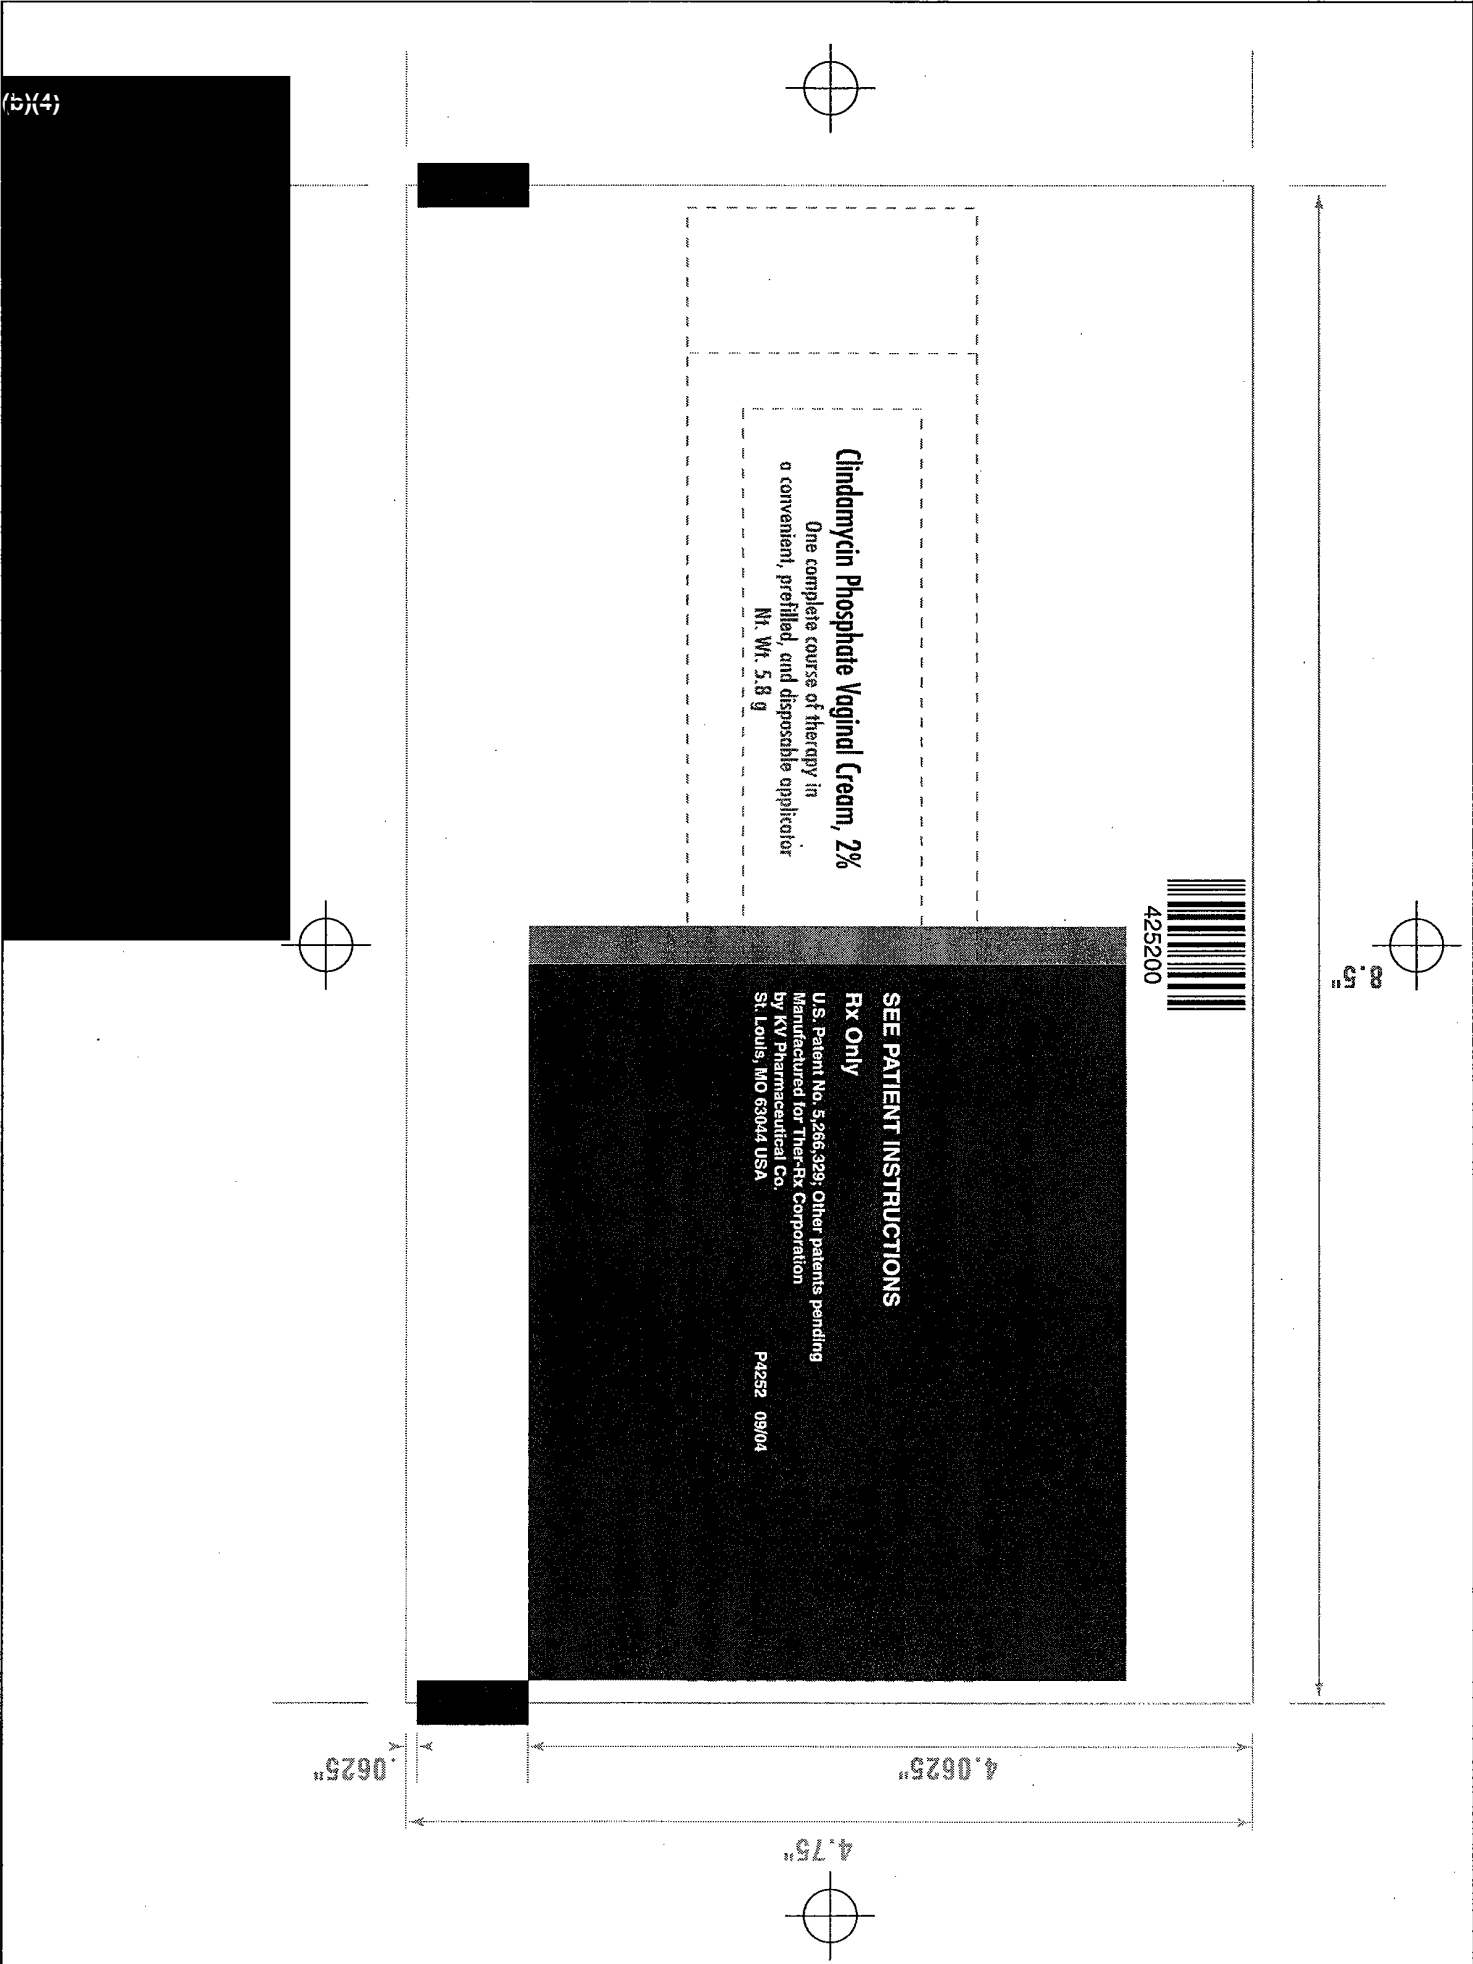 (b)(4)
Clindamycin Phosphate Vaginal Cream, 2%
One complete course of therapy in
a convenient, prefilled, and disposable applicator
Nt. Wt. 5.8 g
425200
SEE PATIENT INSTRUCTIONS
Rx Only
U.S. Patent No. 5,266,329; Other patents pending
Manufactured for Ther-Rx Corporation
by KV Pharmaceutical Co.
St. Louis, MO 63044 USA P4252 09/04
8.5"
.0625"
4.0625"
4.75"